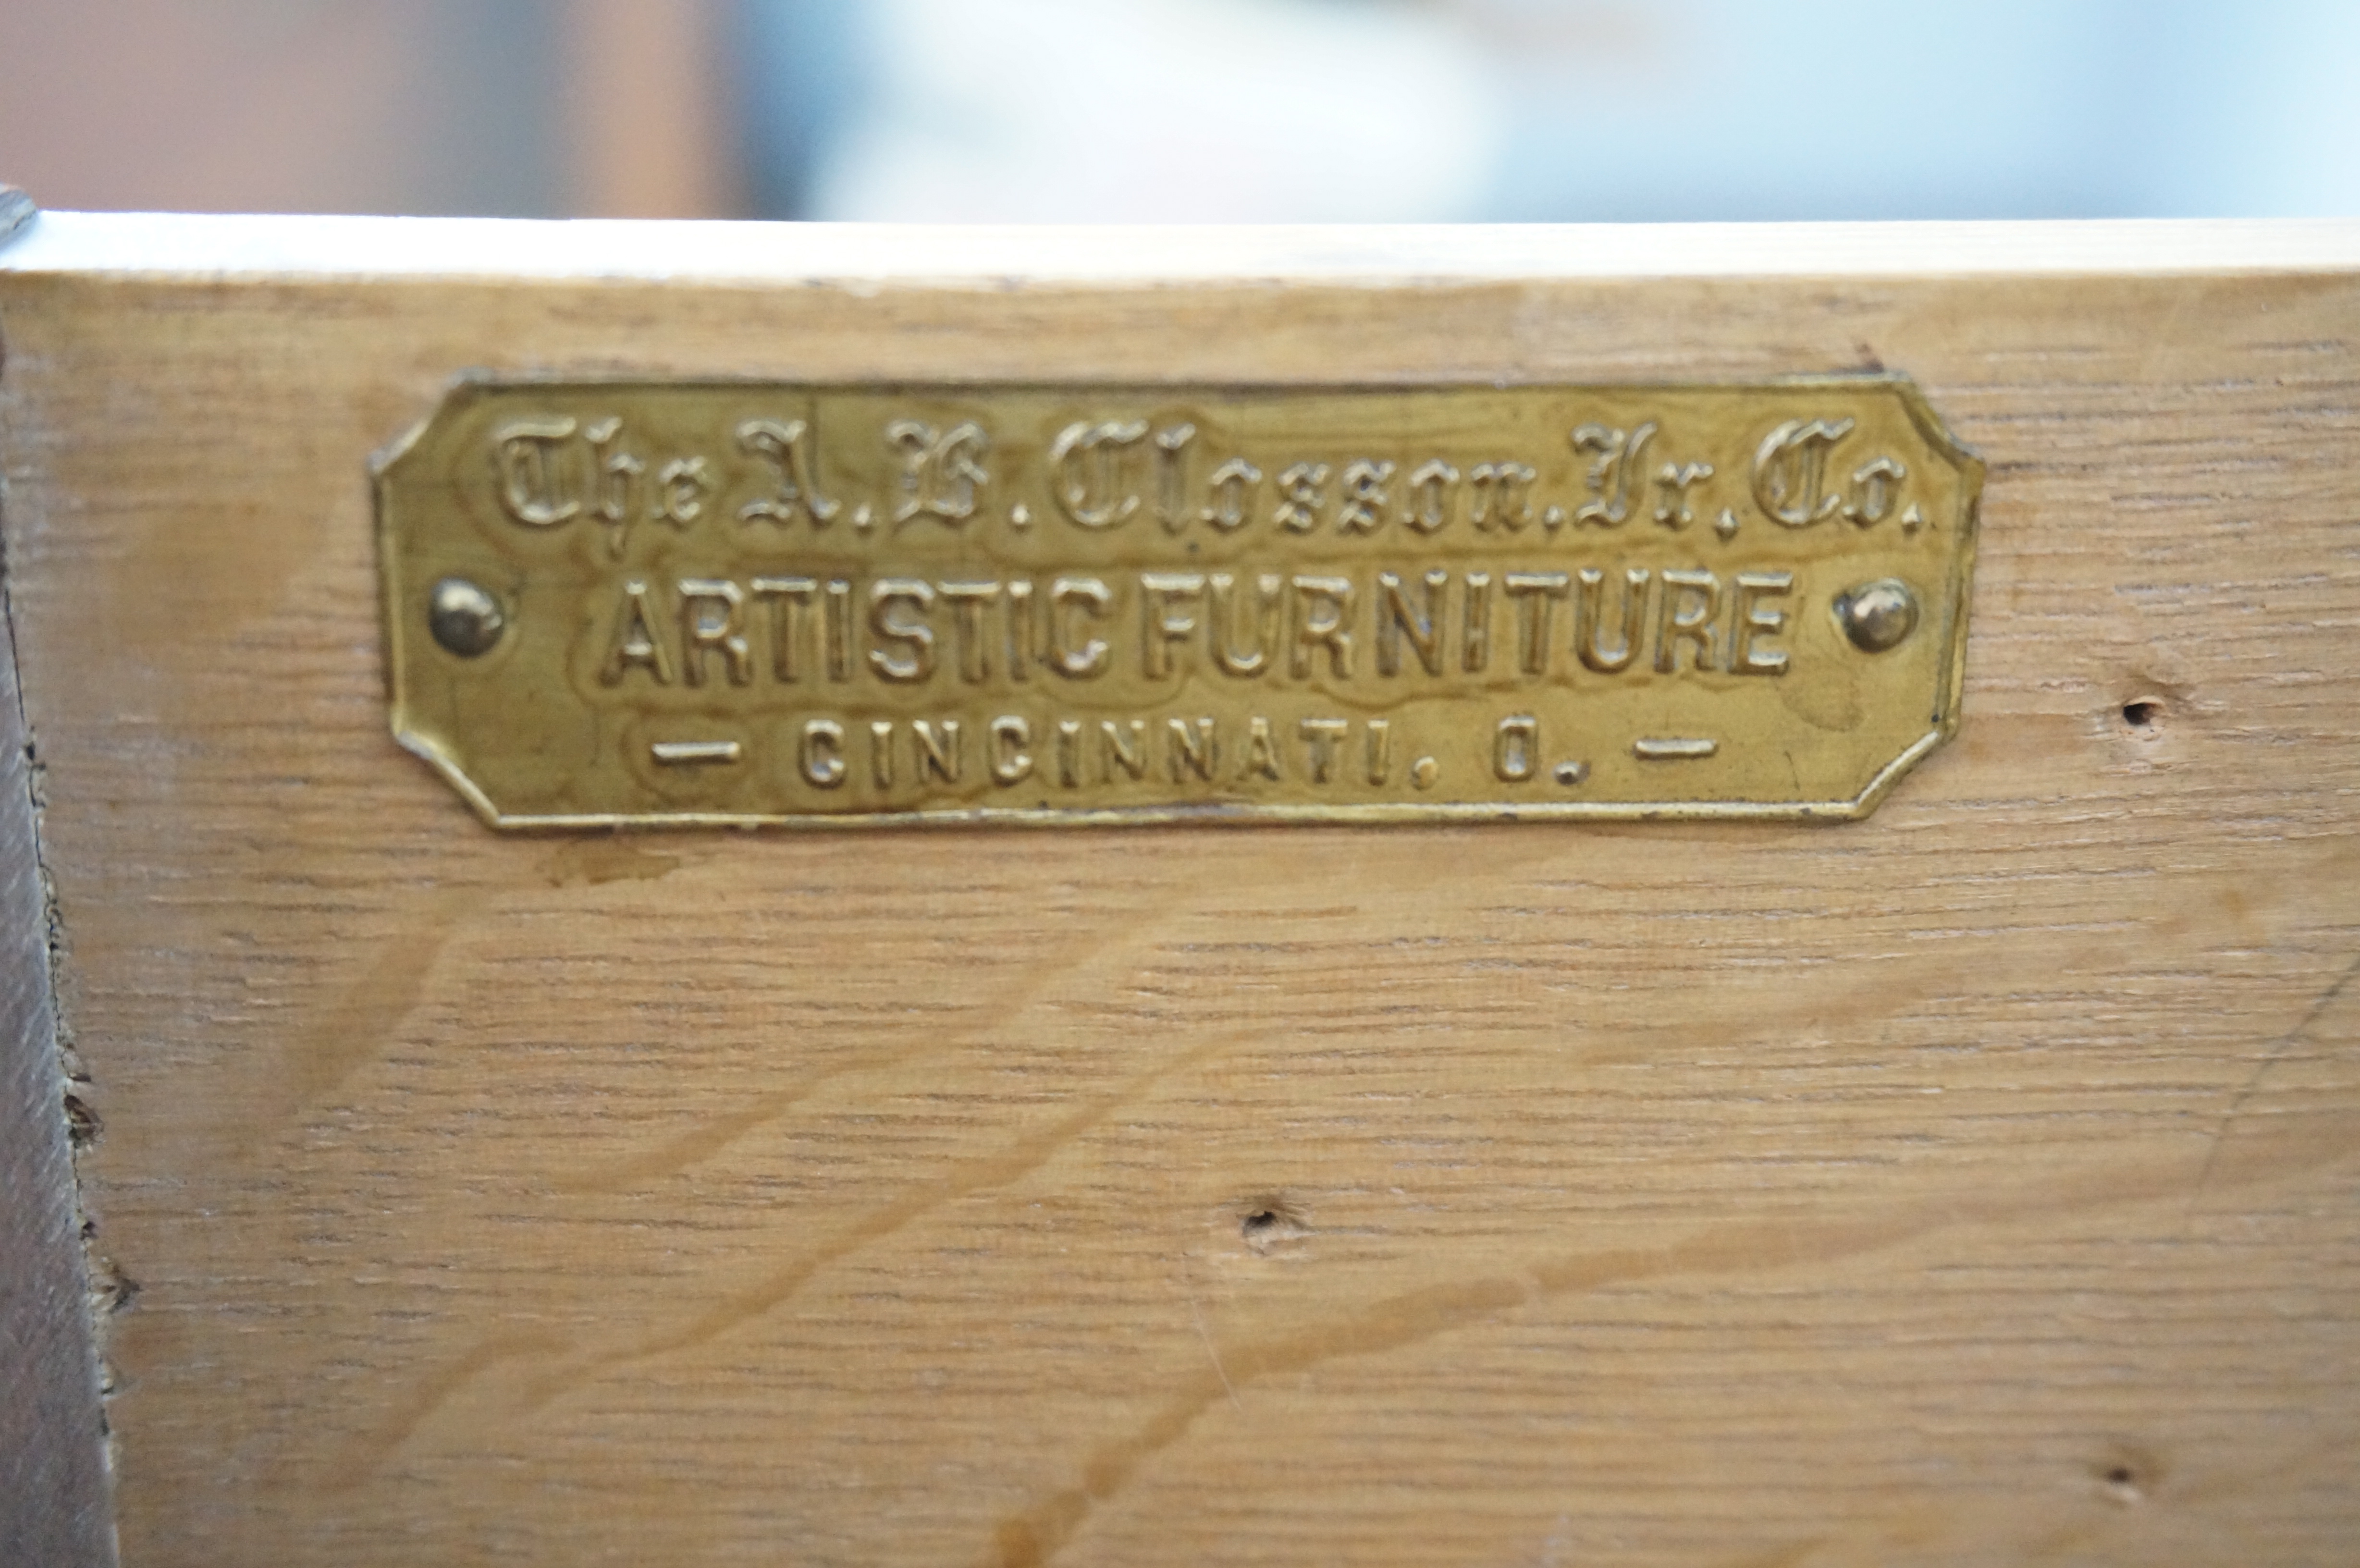 The A. B. Closson. Jr. Co.
ARTISTIC FURNITURE
— CINCINNATI. O. —